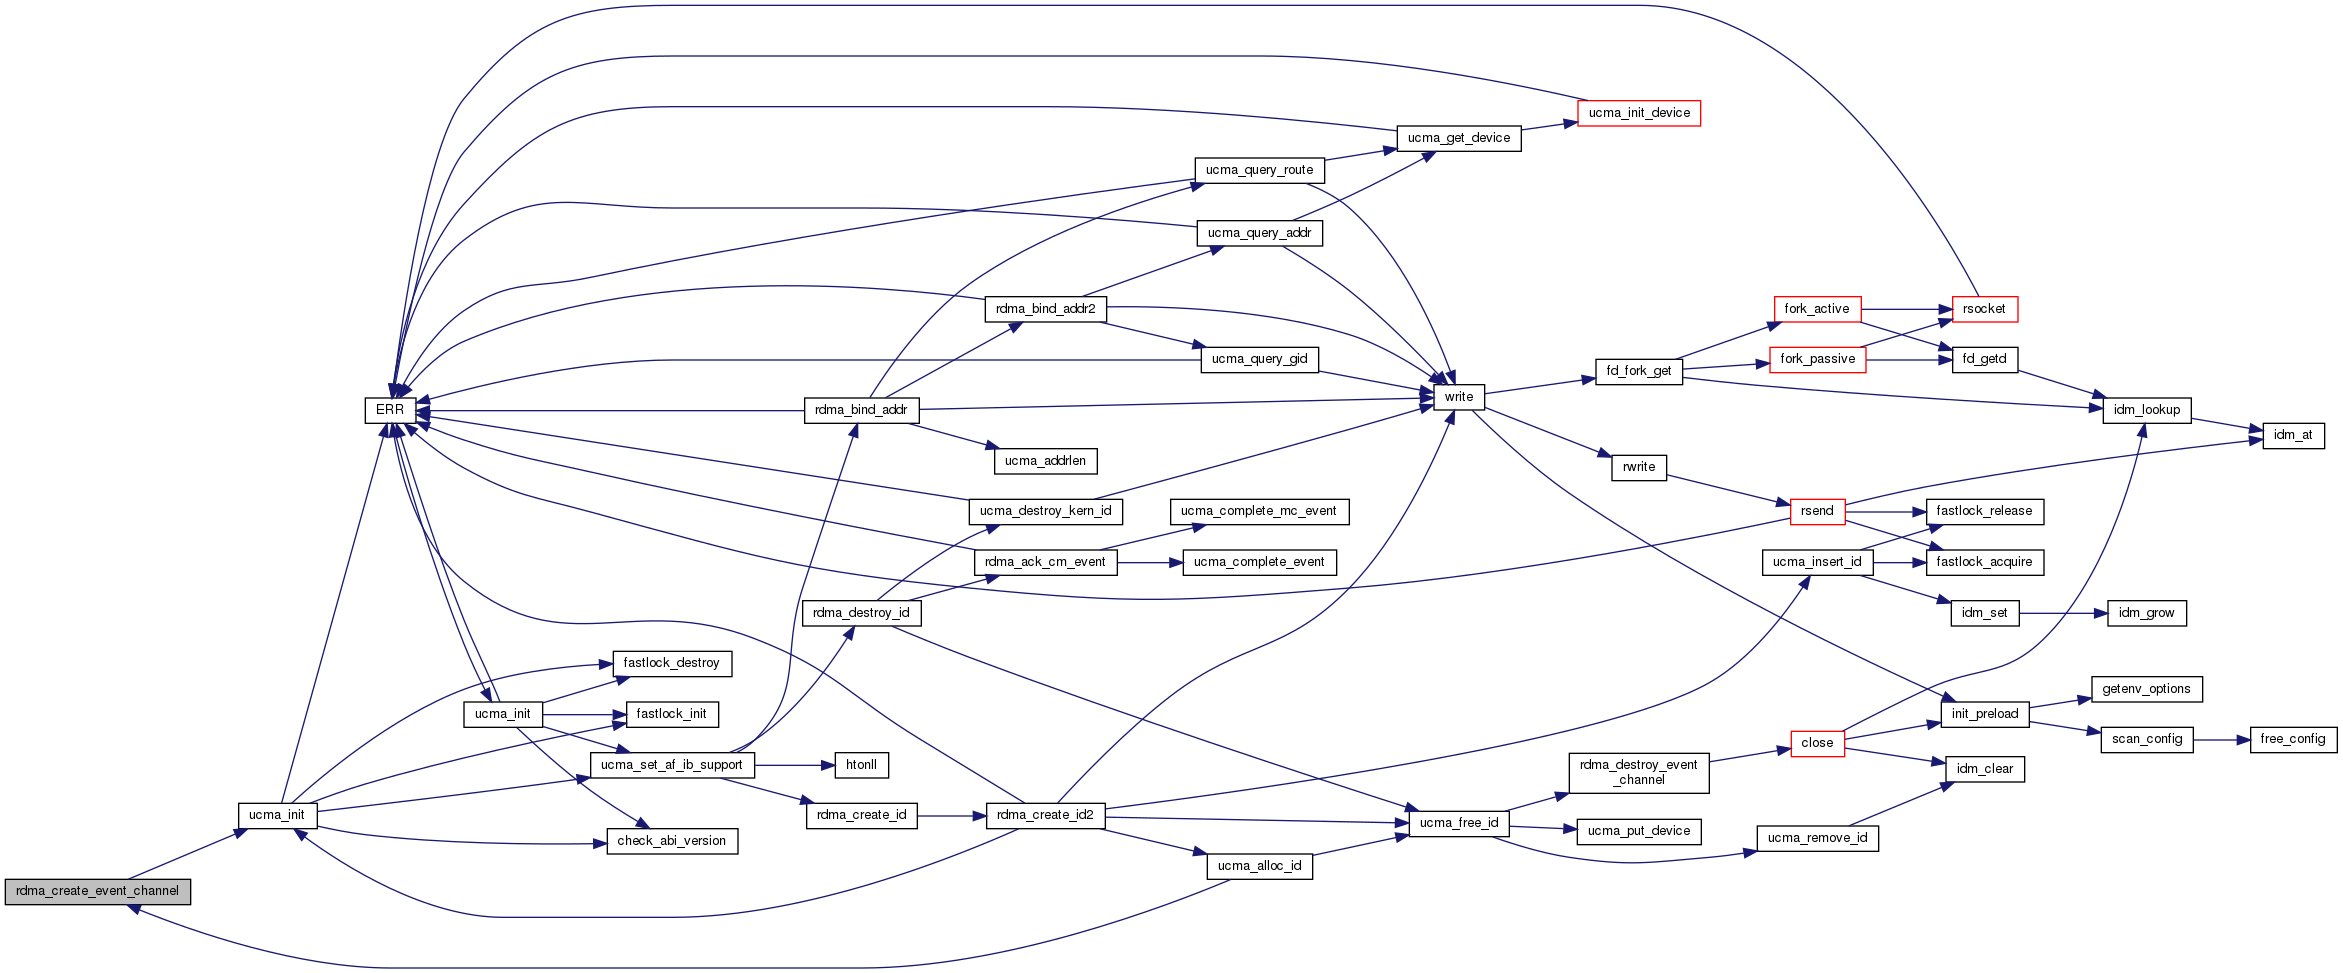 ucma_init_device
ucma_get_device
ucma_query_route
ucma_query_addr
rdma_bind_addr2
fork_active
rsocket
ucma_query_gid
fork_passive
fd_getd
fd_fork_get
write
ERR
rdma_bind_addr
idm_lookup
idm_at
ucma_addrlen
rwrite
ucma_destroy_kern_id
ucma_complete_mc_event
rsend
fastlock_release
rdma_ack_cm_event
ucma_complete_event
ucma_insert_id
fastlock_acquire
rdma_destroy_id
idm_set
idm_grow
fastlock_destroy
getenv_options
ucma_init
fastlock_init
init_preload
scan_config
free_config
close
ucma_set_af_ib_support
htonll
rdma_destroy_event
_channel
idm_clear
ucma_init
rdma_create_id
rdma_create_id2
ucma_free_id
ucma_put_device
ucma_remove_id
check_abi_version
ucma_alloc_id
rdma_create_event_channel